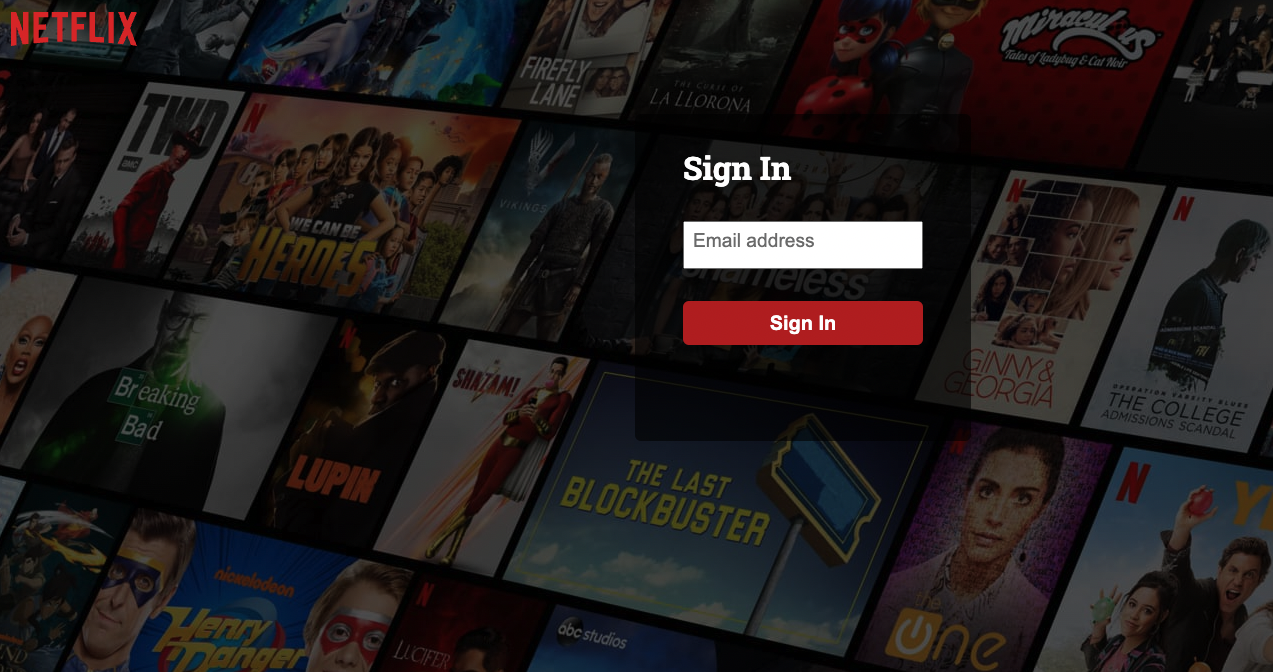 NETFLIX
FIREFLY
LANE
THE CURSE OF
LA LLORONA
Miraculous
Tales of Ladybug & Cat Noir
TWD
AMC
N
WE CAN BE
HEROES
VIKINGS
Sign In
Email address
shameless
Sign In
N
GINNY&
GEORGIA
N
OPERATION VARSITY BLUES
THE COLLEGE
ADMISSIONS SCANDAL
Breaking
Bad
N
LUPIN
SHAZAM!
THE LAST
BLOCKBUSTER
nickelodeon
Henry
Danger
N
LUCIFER
abc studios
One
N